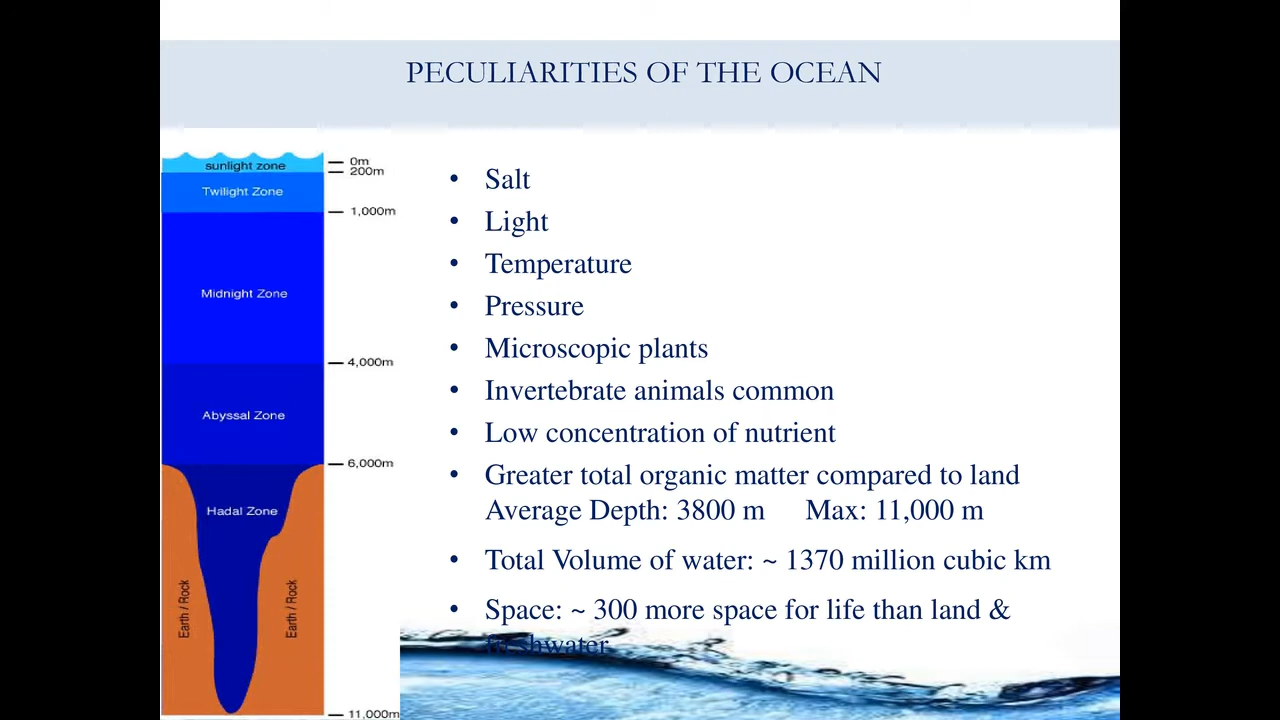 PECULIARITIES OF THE OCEAN
sunlight zone
0m
200m
Twilight Zone
1,000m
Midnight Zone
4,000m
Abyssal Zone
6,000m
Hadal Zone
Earth / Rock
Earth / Rock
11,000m
• Salt
• Light
• Temperature
• Pressure
• Microscopic plants
• Invertebrate animals common
• Low concentration of nutrient
• Greater total organic matter compared to land
Average Depth: 3800 m Max: 11,000 m
• Total Volume of water: ~ 1370 million cubic km
• Space: ~ 300 more space for life than land &
freshwater